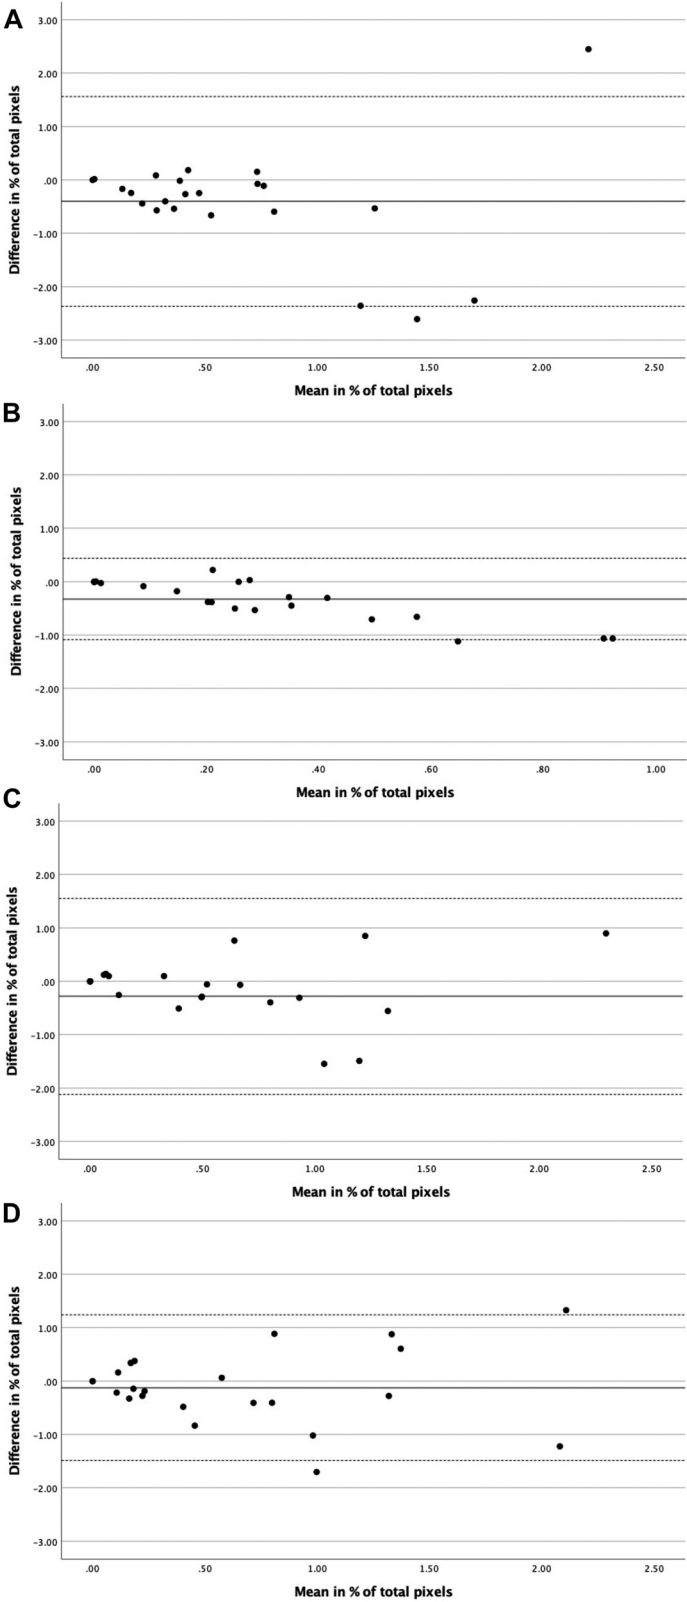 A
Difference in % of total pixels
3.00
2.00
1.00
.00
-1.00
-2.00
-3.00
.00 .50 1.00 1.50 2.00 2.50
Mean in % of total pixels
B
Difference in % of total pixels
3.00
2.00
1.00
.00
-1.00
-2.00
-3.00
.00 .20 .40 .60 .80 1.00
Mean in % of total pixels
C
Difference in % of total pixels
3.00
2.00
1.00
.00
-1.00
-2.00
-3.00
.00 .50 1.00 1.50 2.00 2.50
Mean in % of total pixels
D
Difference in % of total pixels
3.00
2.00
1.00
.00
-1.00
-2.00
-3.00
.00 .50 1.00 1.50 2.00 2.50
Mean in % of total pixels